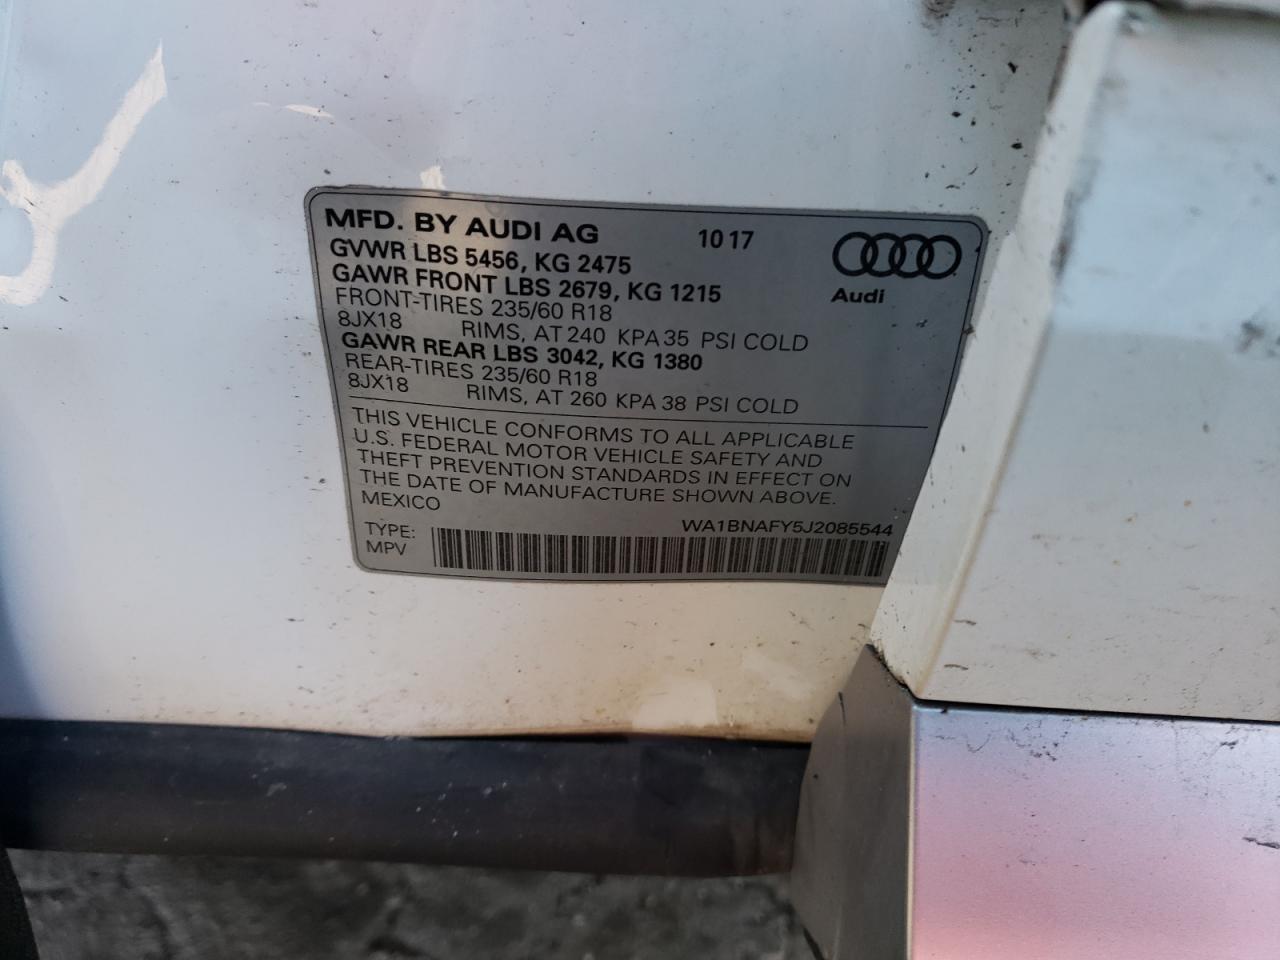 MFD. BY AUDI AG 10 17
GVWR LBS 5456, KG 2475
GAWR FRONT LBS 2679, KG 1215
Audi
FRONT-TIRES 235/60 R18
8JX18 RIMS, AT 240 KPA 35 PSI COLD
GAWR REAR LBS 3042, KG 1380
REAR-TIRES 235/60 R18
8JX18 RIMS, AT 260 KPA 38 PSI COLD
THIS VEHICLE CONFORMS TO ALL APPLICABLE
U.S. FEDERAL MOTOR VEHICLE SAFETY AND
THEFT PREVENTION STANDARDS IN EFFECT ON
THE DATE OF MANUFACTURE SHOWN ABOVE.
MEXICO
WA1BNAFY5J2085544
TYPE:
MPV